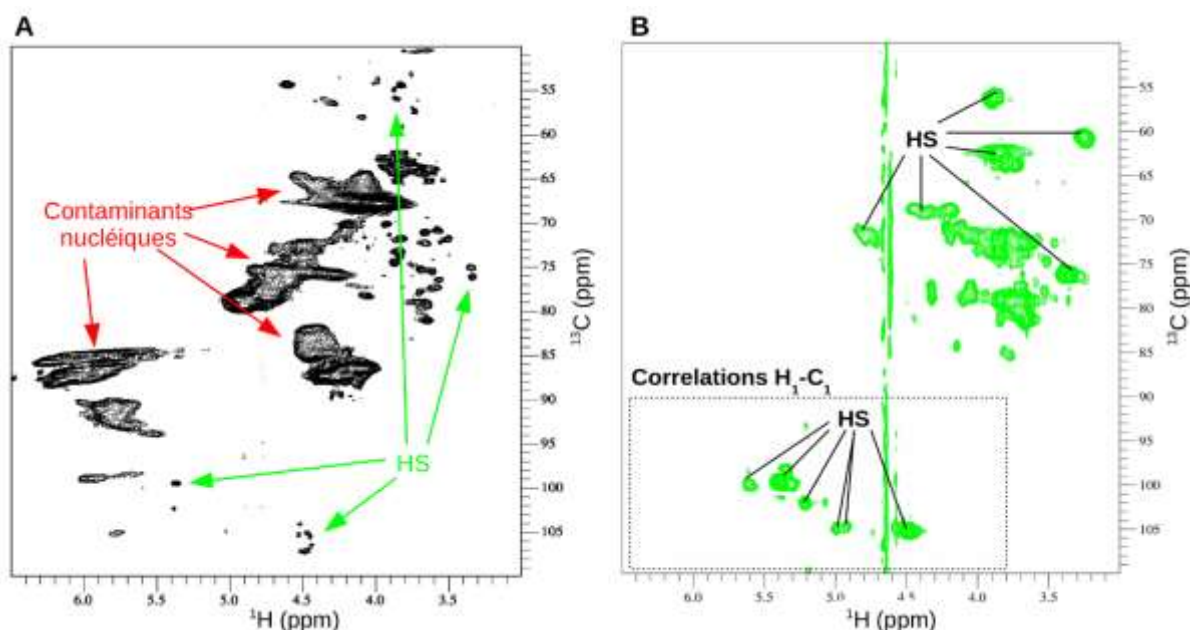 A
B
Contaminants
nucléiques
HS
HS
Correlations H1-C1
HS
55
60
65
70
75
80
85
90
95
100
105
13C (ppm)
6.0
5.5
5.0
4.5
4.0
3.5
1H (ppm)
55
60
65
70
75
80
85
90
95
100
105
13C (ppm)
6.0
5.5
5.0
4.5
4.0
3.5
1H (ppm)